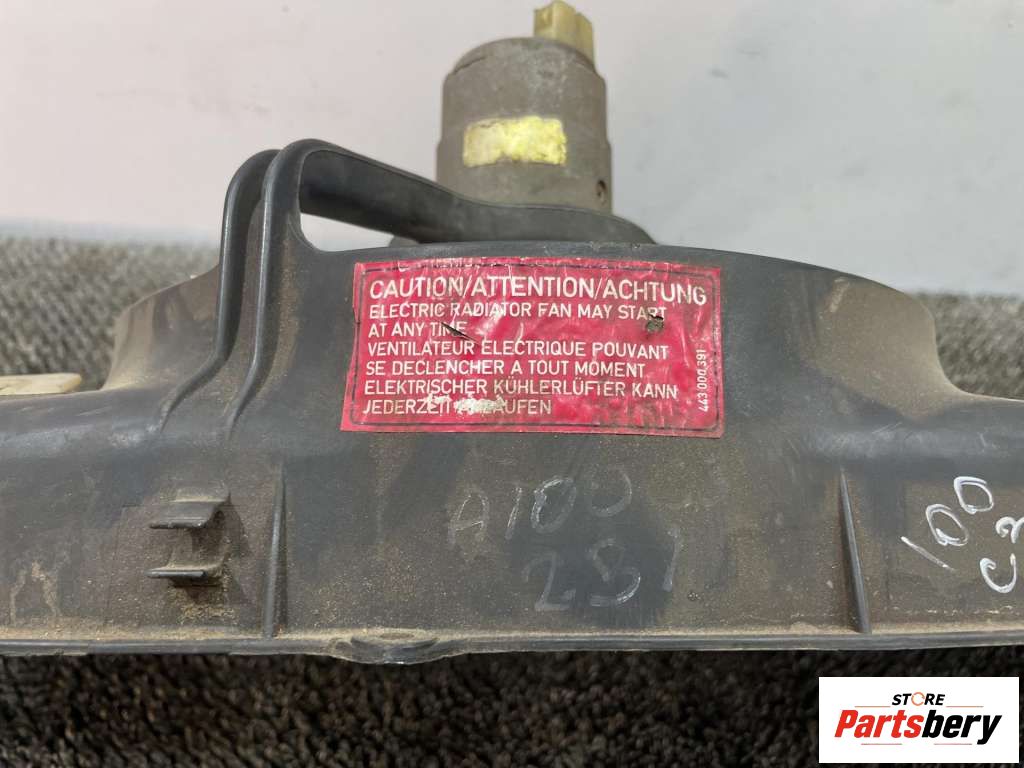 CAUTION/ATTENTION/ACHTUNG
ELECTRIC RADIATOR FAN MAY START
AT ANY TIME
VENTILATEUR ELECTRIQUE POUVANT
SE DECLENCHER A TOUT MOMENT
ELEKTRISCHER KÜHLERLÜFTER KANN
JEDERZEIT ANLAUFEN
443 000 391
A100
100
STORE
Partsbery